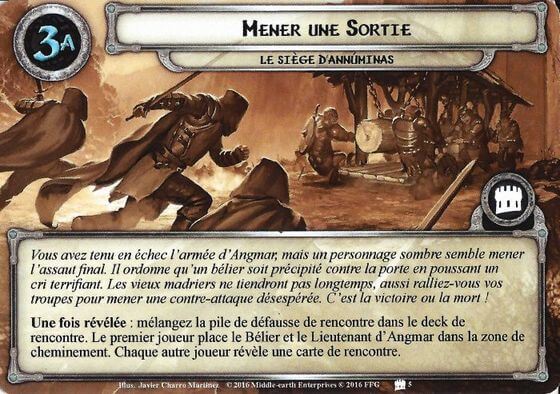 3A
MENER UNE SORTIE
LE SIÈGE D'ANNÚMINAS
Vous avez tenu en échec l'armée d'Angmar, mais un personnage sombre semble mener
l'assaut final. Il ordonne qu'un bélier soit précipité contre la porte en poussant un
cri terrifiant. Les vieux madriers ne tiendront pas longtemps, aussi ralliez-vous vos
troupes pour mener une contre-attaque désespérée. C'est la victoire ou la mort !
Une fois révélée : mélangez la pile de défausse de rencontre dans le deck de
rencontre. Le premier joueur place le Bélier et le Lieutenant d'Angmar dans la zone de
cheminement. Chaque autre joueur révèle une carte de rencontre.
Illus. Javier Charro Martínez © 2016 Middle-earth Enterprises ® 2016 FFG 5